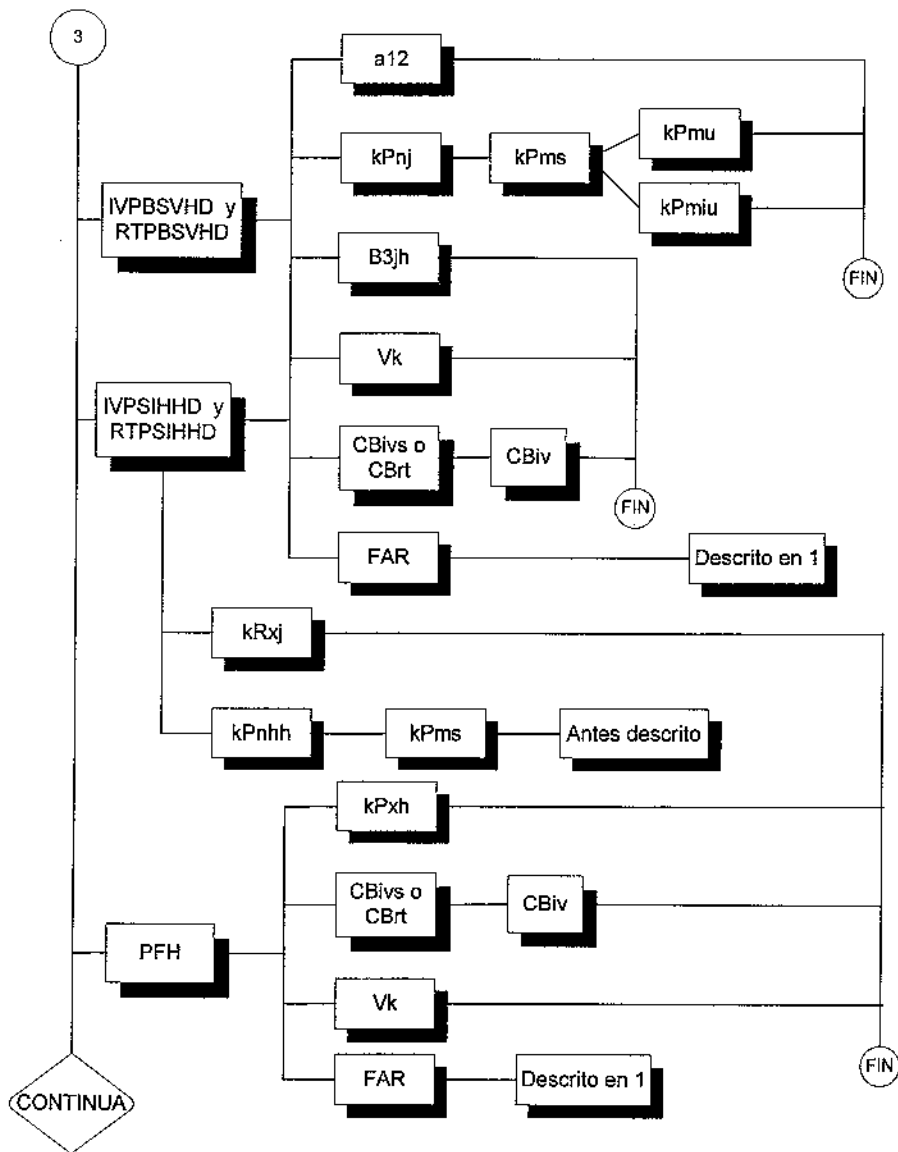 3
a12
kPnj
kPms
kPmu
kPmiu
IVPBSVHD y
RTPBSVHD
FIN
B3jh
Vk
IVPSIHHD y
RTPSIHHD
CBivs o
CBrt
CBiv
FIN
FAR
Descrito en 1
kRxj
kPnhh
kPms
Antes descrito
kPxh
CBivs o
CBrt
CBiv
PFH
Vk
FIN
FAR
Descrito en 1
CONTINUA